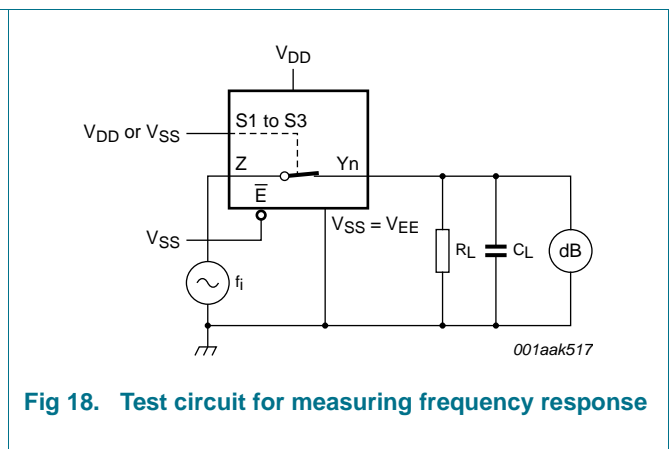 VDD
S1 to S3
VDD or VSS
Z
Yn
E
VSS = VEE
VSS
RL
CL
dB
fi
001aak517
Fig 18. Test circuit for measuring frequency response